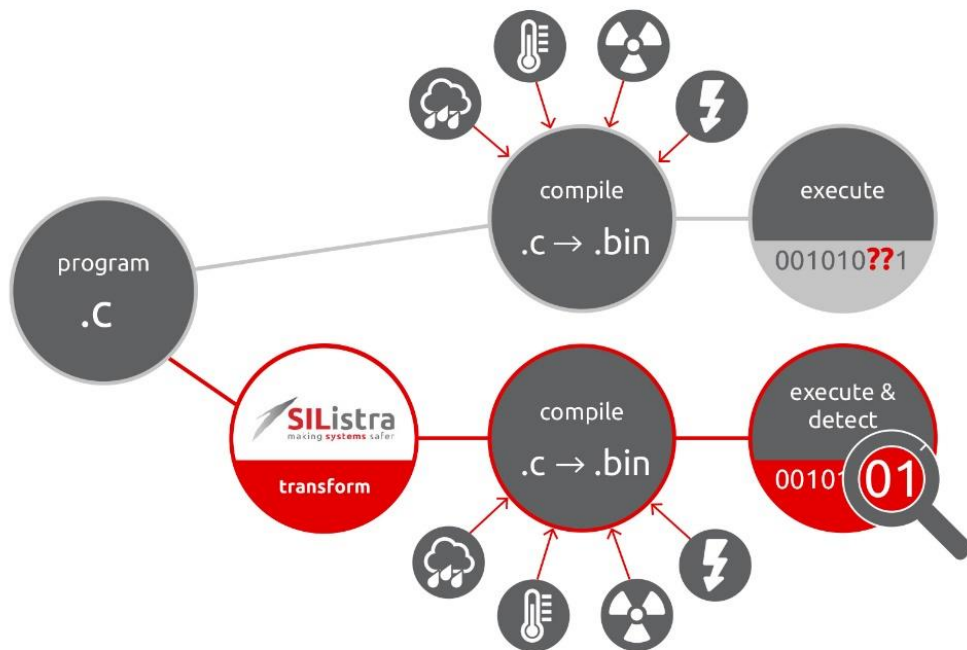 compile
.c → .bin
execute
001010??1
program
.c
SIListra
making systems safer
transform
compile
.c → .bin
execute &
detect
00101
01